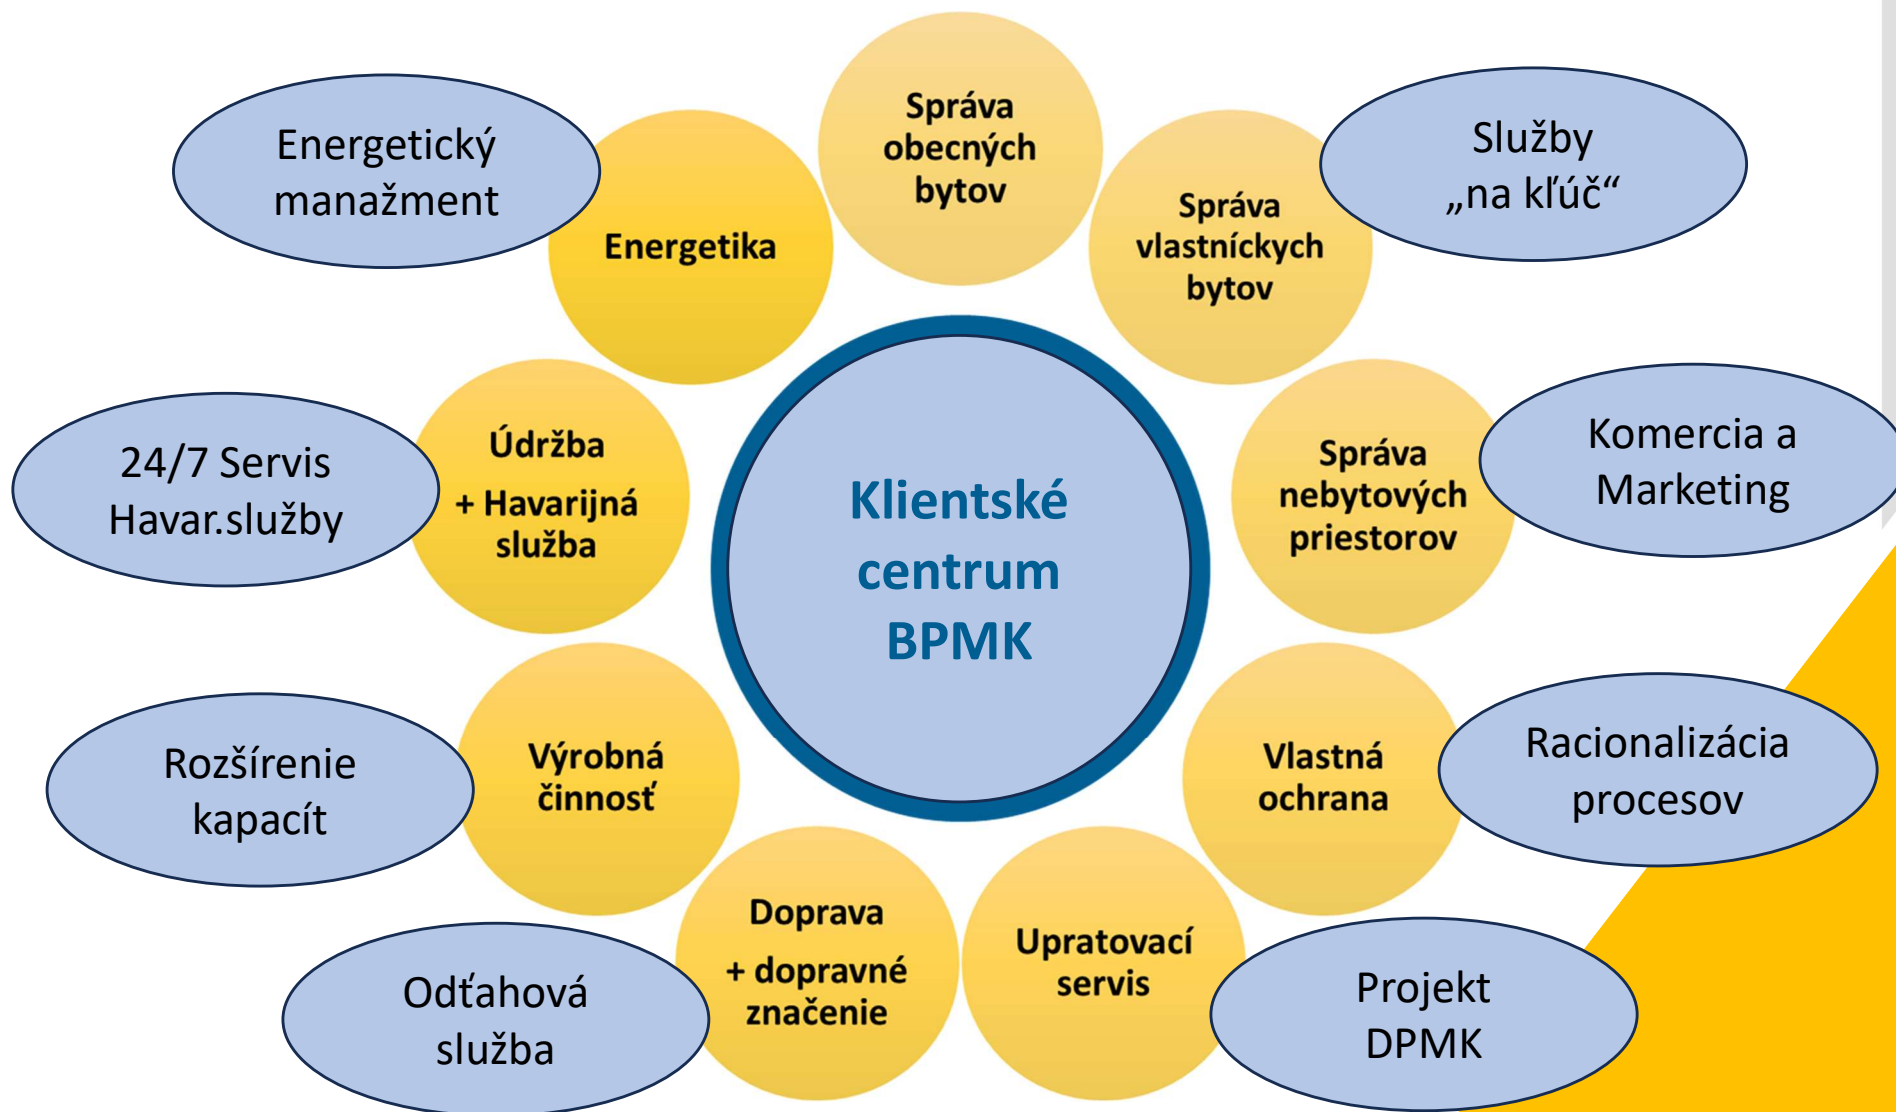 Správa
obecných
bytov
Energetický
manažment
Služby
„na kľúč“
Energetika
Správa
vlastníckych
bytov
24/7 Servis
Havar.služby
Údržba
+ Havarijná
služba
Klientské
centrum
BPMK
Správa
nebytových
priestorov
Komercia a
Marketing
Rozšírenie
kapacít
Výrobná
činnosť
Vlastná
ochrana
Racionalizácia
procesov
Odťahová
služba
Doprava
+ dopravné
značenie
Upratovací
servis
Projekt
DPMK